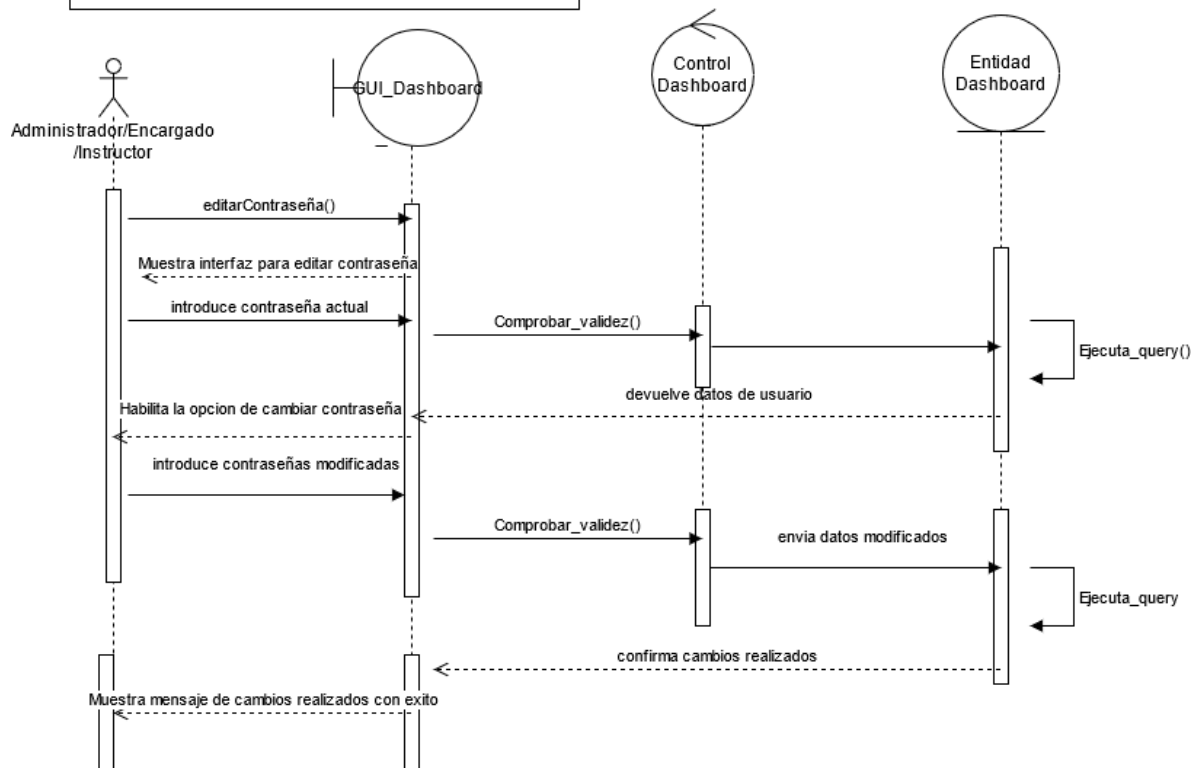 Administrador/Encargado
/Instructor
GUI_Dashboard
Control
Dashboard
Entidad
Dashboard
editarContraseña()
Muestra interfaz para editar contraseña
introduce contraseña actual
Comprobar_validez()
Ejecuta_query()
devuelve datos de usuario
Habilita la opcion de cambiar contraseña
introduce contraseñas modificadas
Comprobar_validez()
envia datos modificados
Ejecuta_query
confirma cambios realizados
Muestra mensaje de cambios realizados con exito